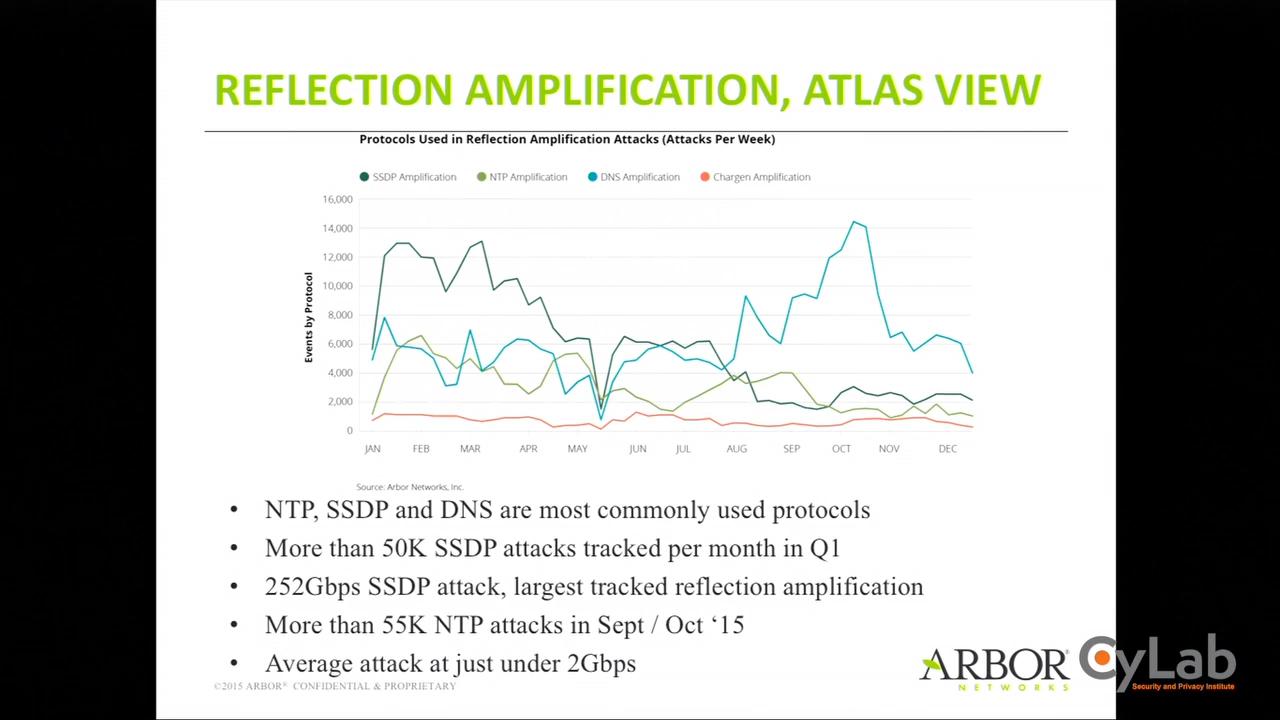 REFLECTION AMPLIFICATION, ATLAS VIEW
Protocols Used in Reflection Amplification Attacks (Attacks Per Week)
SSDP Amplification NTP Amplification DNS Amplification Chargen Amplification
16,000
14,000
12,000
10,000
8,000
6,000
4,000
2,000
0
Events by Protocol
JAN FEB MAR APR MAY JUN JUL AUG SEP OCT NOV DEC
Source: Arbor Networks, Inc.
• NTP, SSDP and DNS are most commonly used protocols
• More than 50K SSDP attacks tracked per month in Q1
• 252Gbps SSDP attack, largest tracked reflection amplification
• More than 55K NTP attacks in Sept / Oct ‘15
• Average attack at just under 2Gbps
©2015 ARBOR® CONFIDENTIAL & PROPRIETARY
ARBOR®
NETWORKS
CyLab
Security and Privacy Institute